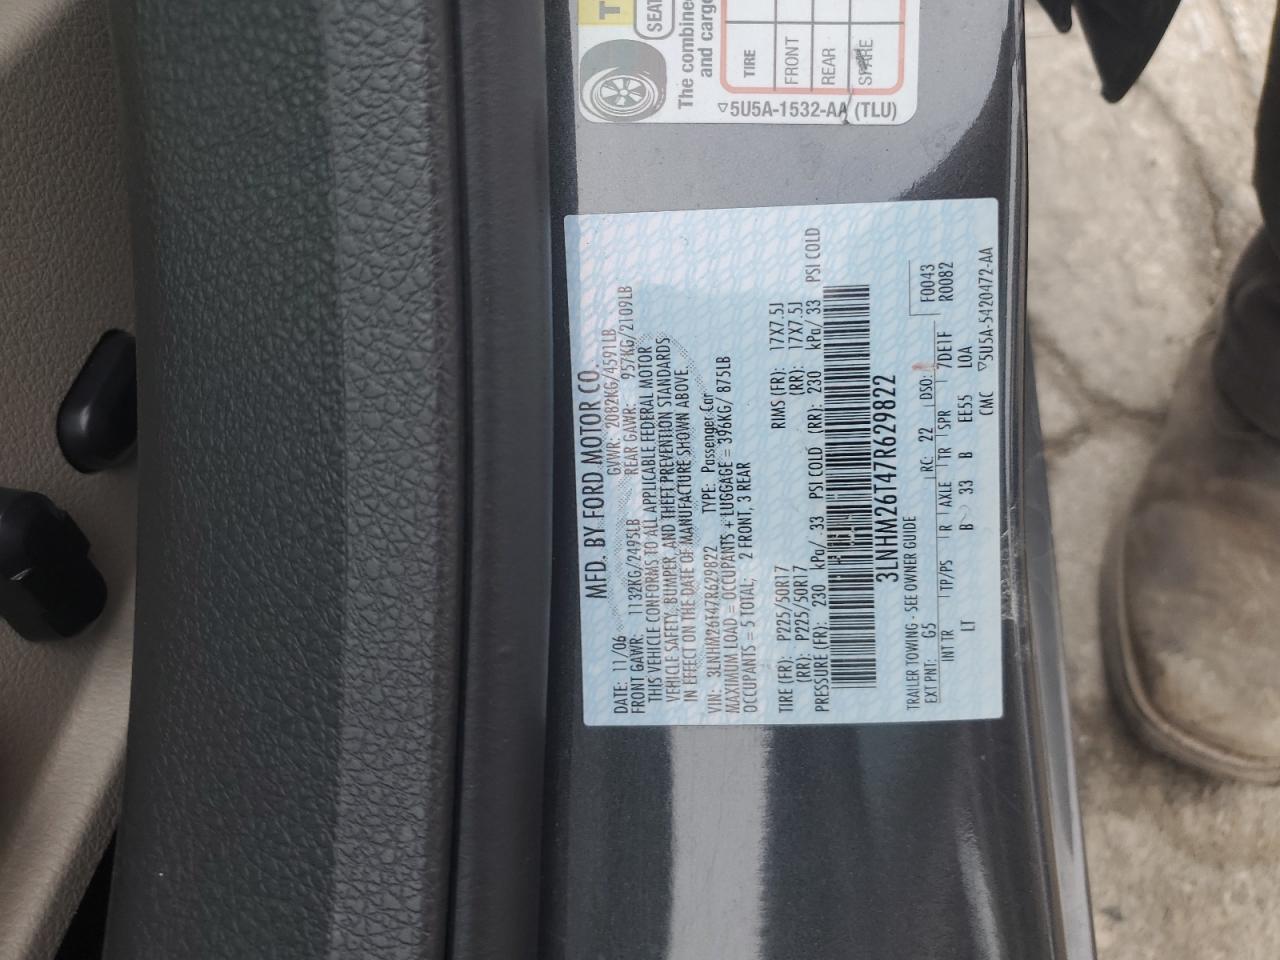 T
SEAT
The combine
and cargo
TIRE
FRONT
REAR
SPARE
▽5U5A-1532-AA (TLU)
MFD. BY FORD MOTOR CO.
DATE: 11/06 GVWR: 2082KG/4591LB
FRONT GAWR: 1132KG/2495LB REAR GAWR: 957KG/2109LB
THIS VEHICLE CONFORMS TO ALL APPLICABLE FEDERAL MOTOR
VEHICLE SAFETY, BUMPER, AND THEFT PREVENTION STANDARDS
IN EFFECT ON THE DATE OF MANUFACTURE SHOWN ABOVE.
VIN: 3LNHM26T47R629822 TYPE: Passenger Car
MAXIMUM LOAD = OCCUPANTS + LUGGAGE = 396KG/ 875LB
OCCUPANTS = 5 TOTAL; 2 FRONT, 3 REAR
TIRE (FR): P225/50R17 RIMS (FR): 17X7.5J
(RR): P225/50R17 (RR): 17X7.5J
PRESSURE (FR): 230 kPa/ 33 PSI COLD (RR): 230 kPa/ 33 PSI COLD
3LNHM26T47R629822
TRAILER TOWING - SEE OWNER GUIDE F0043
EXT PNT: G5 RC: 22 DSO: R0082
INT TR TP/PS R AXLE TR SPR 7DE1F
LT B 33 B EE55 L0A
CMC ▽5U5A-5420472-AA